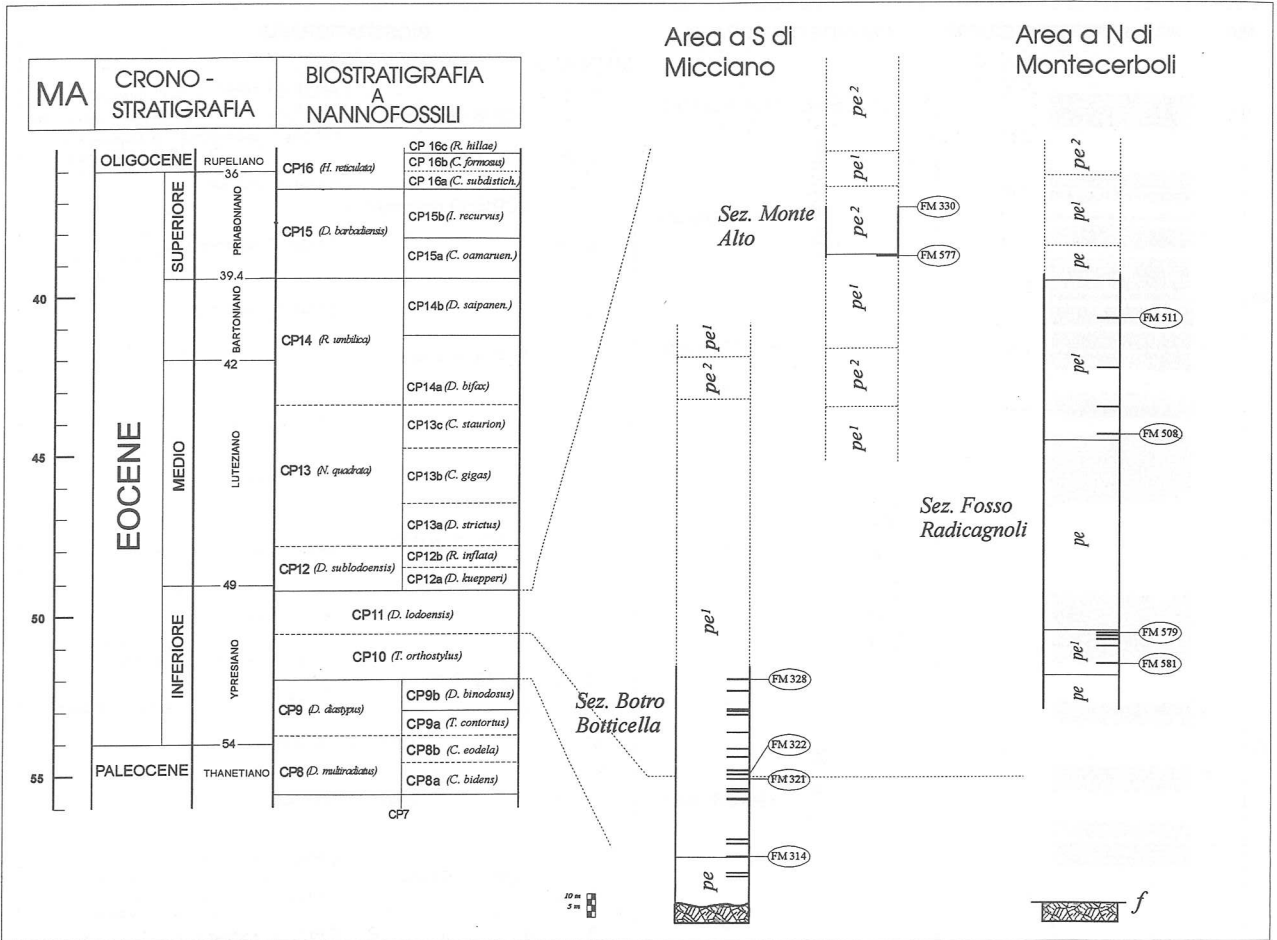 Area a S di
Micciano
Area a N di
Montecerboli
MA
CRONO -
STRATIGRAFIA
BIOSTRATIGRAFIA
A
NANNOFOSSILI
OLIGOCENE
RUPELIANO
36
EOCENE
SUPERIORE
PRIABONIANO
39.4
BARTONIANO
42
MEDIO
LUTEZIANO
49
INFERIORE
YPRESIANO
54
PALEOCENE
THANETIANO
40
45
50
55
CP16 (H. reticulata)
CP 16c (R. hillae)
CP 16b (C. formosus)
CP 16a (C. subdistich.)
CP15 (D. barbadiensis)
CP15b (I. recurvus)
CP15a (C. oamaruen.)
CP14 (R. umbilica)
CP14b (D. saipanen.)
CP14a (D. bifax)
CP13 (N. quadrata)
CP13c (C. staurion)
CP13b (C. gigas)
CP13a (D. strictus)
CP12 (D. sublodoensis)
CP12b (R. inflata)
CP12a (D. kuepperi)
CP11 (D. lodoensis)
CP10 (T. orthostylus)
CP9 (D. diastypus)
CP9b (D. binodosus)
CP9a (T. contortus)
CP8 (D. multiradiatus)
CP8b (C. eodela)
CP8a (C. bidens)
CP7
10 m
5 m
Sez. Botro
Botticella
pe1
pe2
pe1
pe
FM 328
FM 322
FM 321
FM 314
Sez. Monte
Alto
pe2
pe1
pe2
pe1
pe2
pe1
FM 330
FM 577
Sez. Fosso
Radicagnoli
pe2
pe1
pe
pe1
pe
pe1
pe
FM 511
FM 508
FM 579
FM 581
f